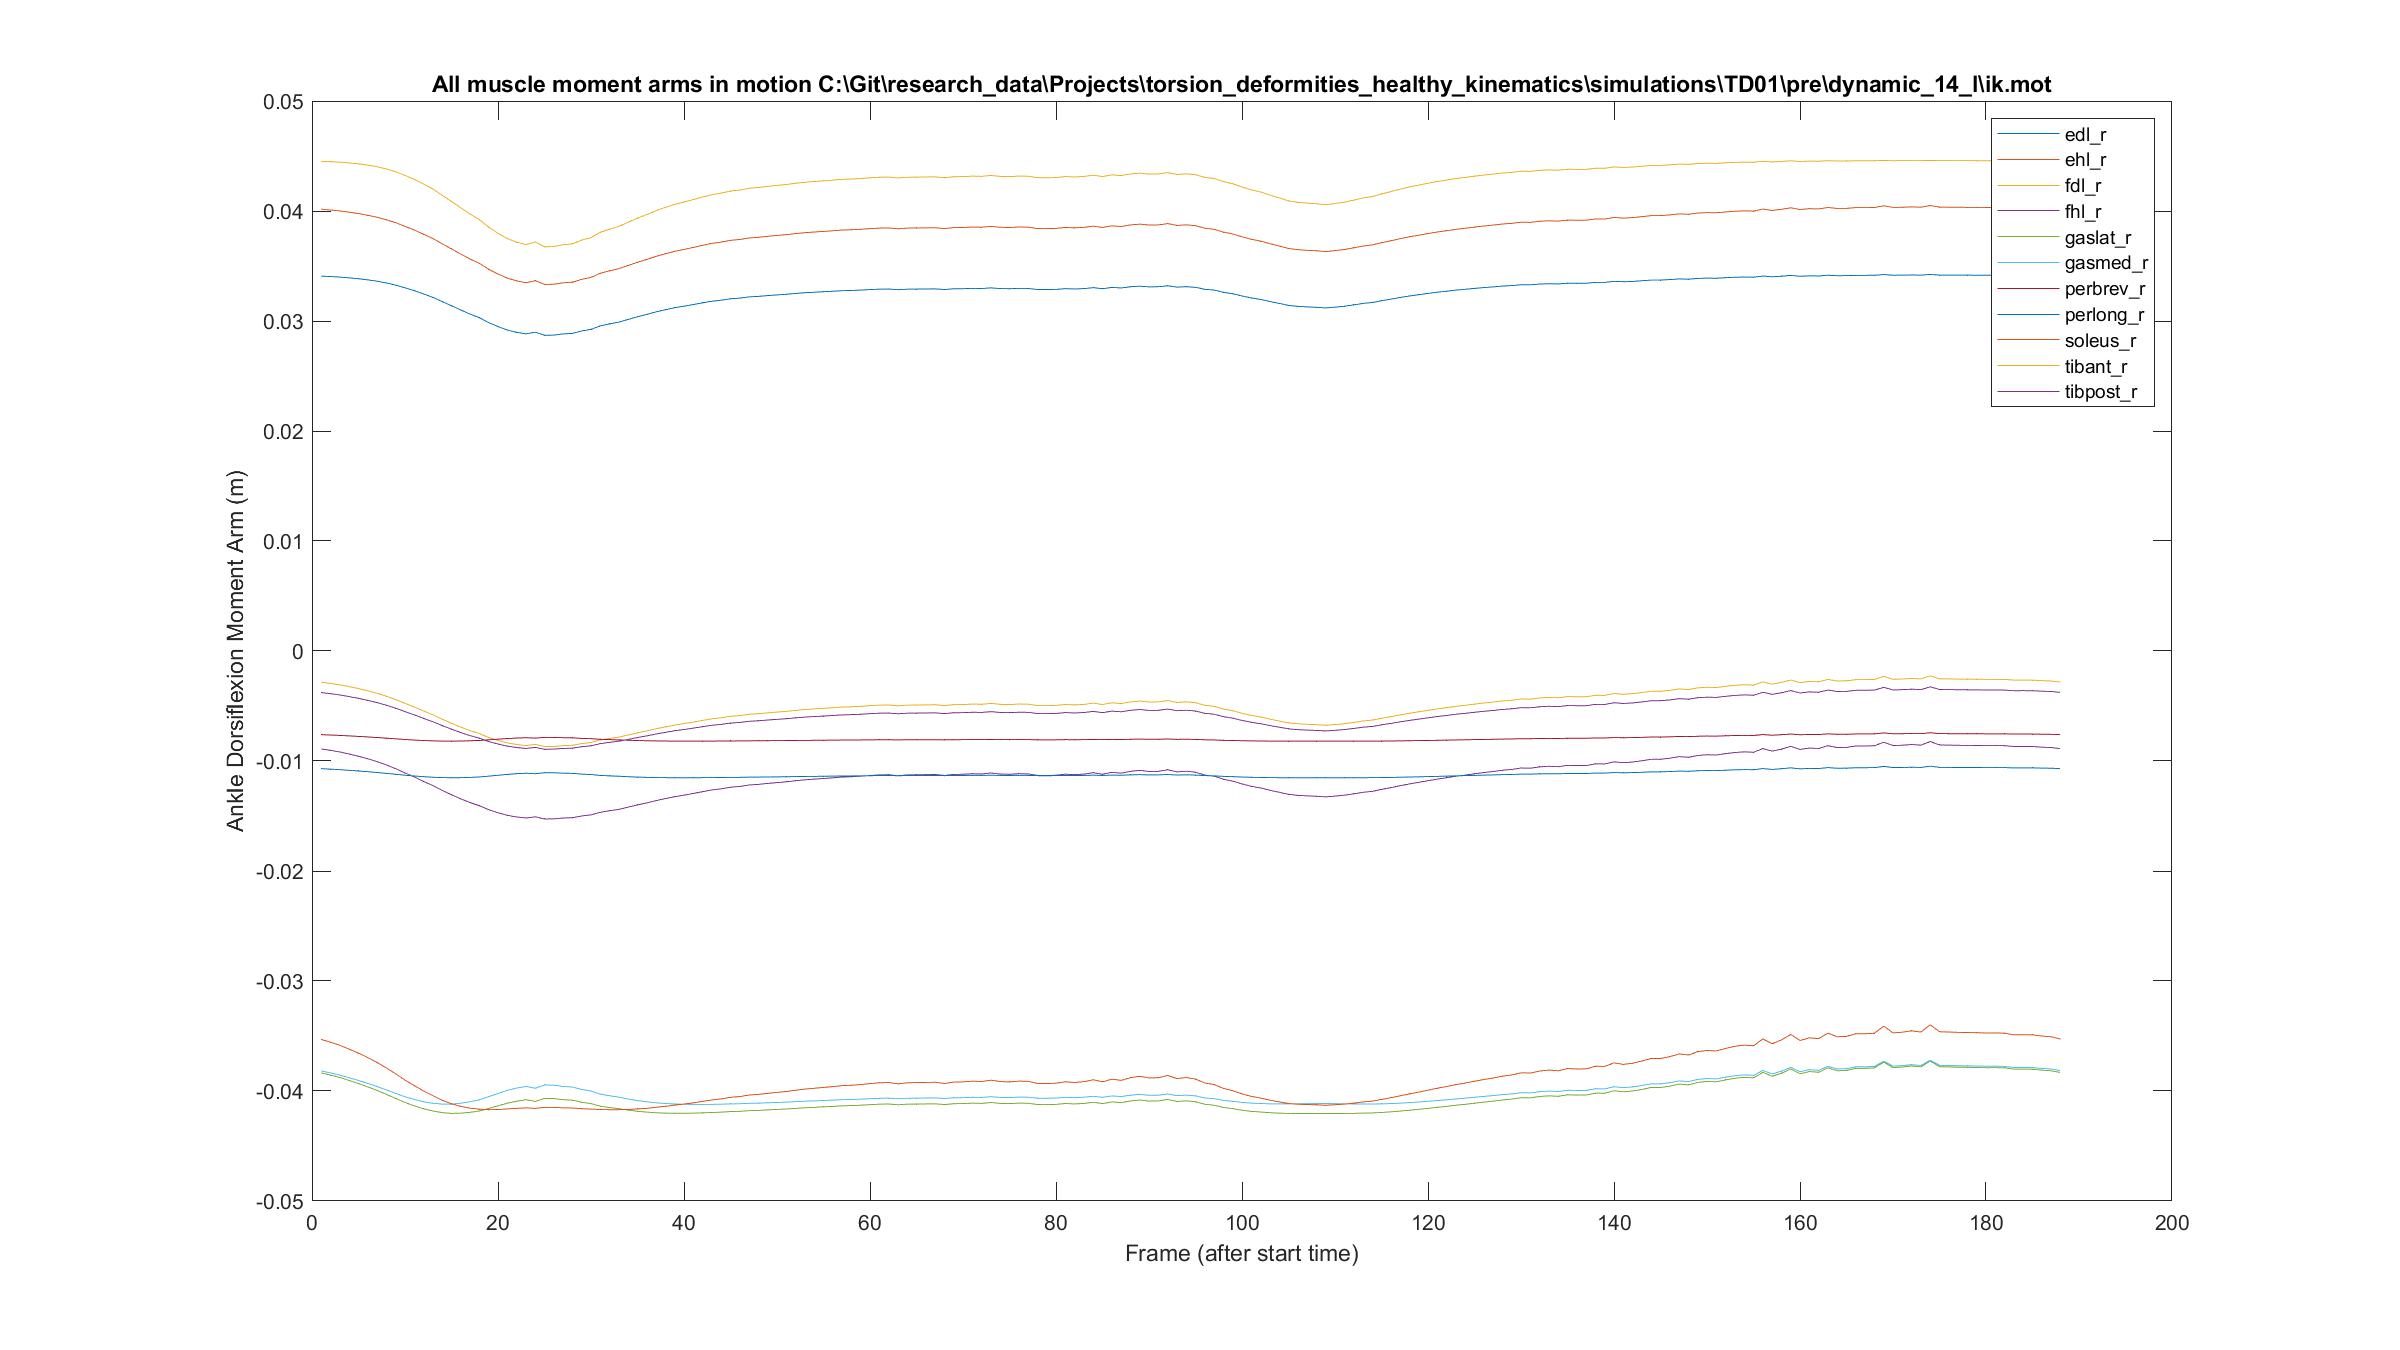 All muscle moment arms in motion C:\Git\research_data\Projects\torsion_deformities_healthy_kinematics\simulations\TD01\pre\dynamic_14_l\ik.mot
0.05
0.04
0.03
0.02
0.01
0
-0.01
-0.02
-0.03
-0.04
-0.05
Ankle Dorsiflexion Moment Arm (m)
edl_r
ehl_r
fdl_r
fhl_r
gaslat_r
gasmed_r
perbrev_r
perlong_r
soleus_r
tibant_r
tibpost_r
0 20 40 60 80 100 120 140 160 180 200
Frame (after start time)